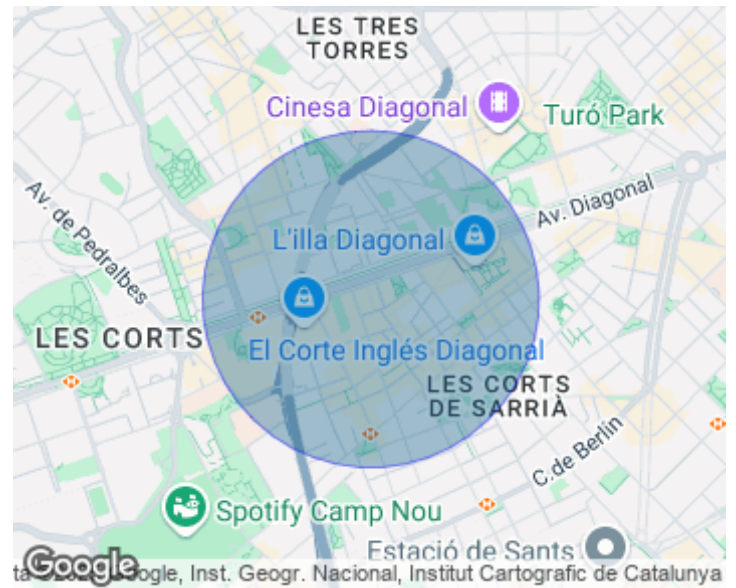 LES TRES
TORRES
Cinesa Diagonal
Turó Park
Av. de Pedralbes
L'illa Diagonal
Av. Diagonal
LES CORTS
El Corte Inglés Diagonal
LES CORTS
DE SARRIÀ
C. de Berlín
Spotify Camp Nou
Estació de Sants
Google
Google, Inst. Geogr. Nacional, Institut Cartografic de Catalunya